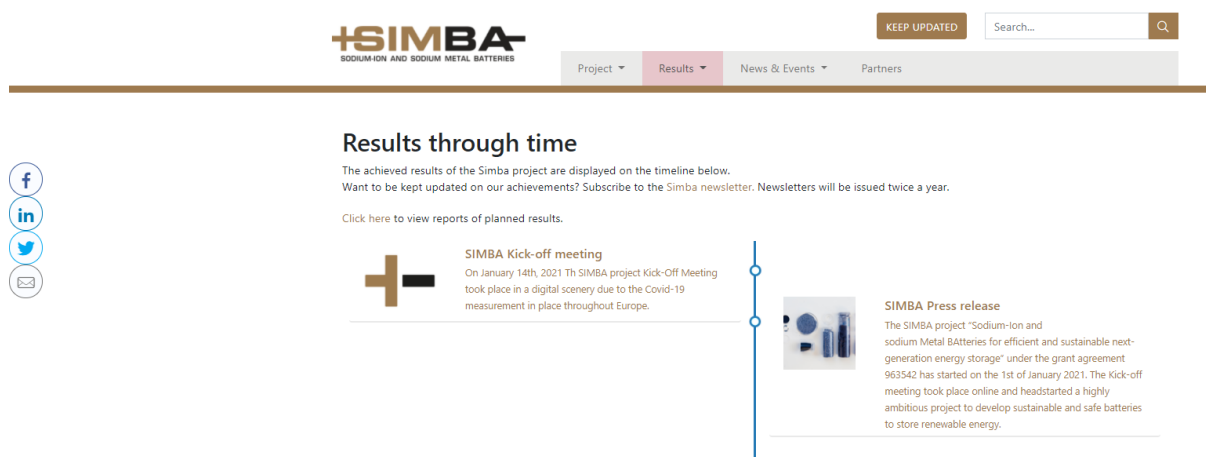 SIMBA
SODIUM-ION AND SODIUM METAL BATTERIES
KEEP UPDATED
Search...
Project
Results
News & Events
Partners
Results through time
The achieved results of the Simba project are displayed on the timeline below.
Want to be kept updated on our achievements? Subscribe to the Simba newsletter. Newsletters will be issued twice a year.
Click here to view reports of planned results.
SIMBA Kick-off meeting
On January 14th, 2021 Th SIMBA project Kick-Off Meeting
took place in a digital scenery due to the Covid-19
measurement in place throughout Europe.
SIMBA Press release
The SIMBA project "Sodium-Ion and
sodium Metal BAtteries for efficient and sustainable next-
generation energy storage" under the grant agreement
963542 has started on the 1st of January 2021. The Kick-off
meeting took place online and headstarted a highly
ambitious project to develop sustainable and safe batteries
to store renewable energy.